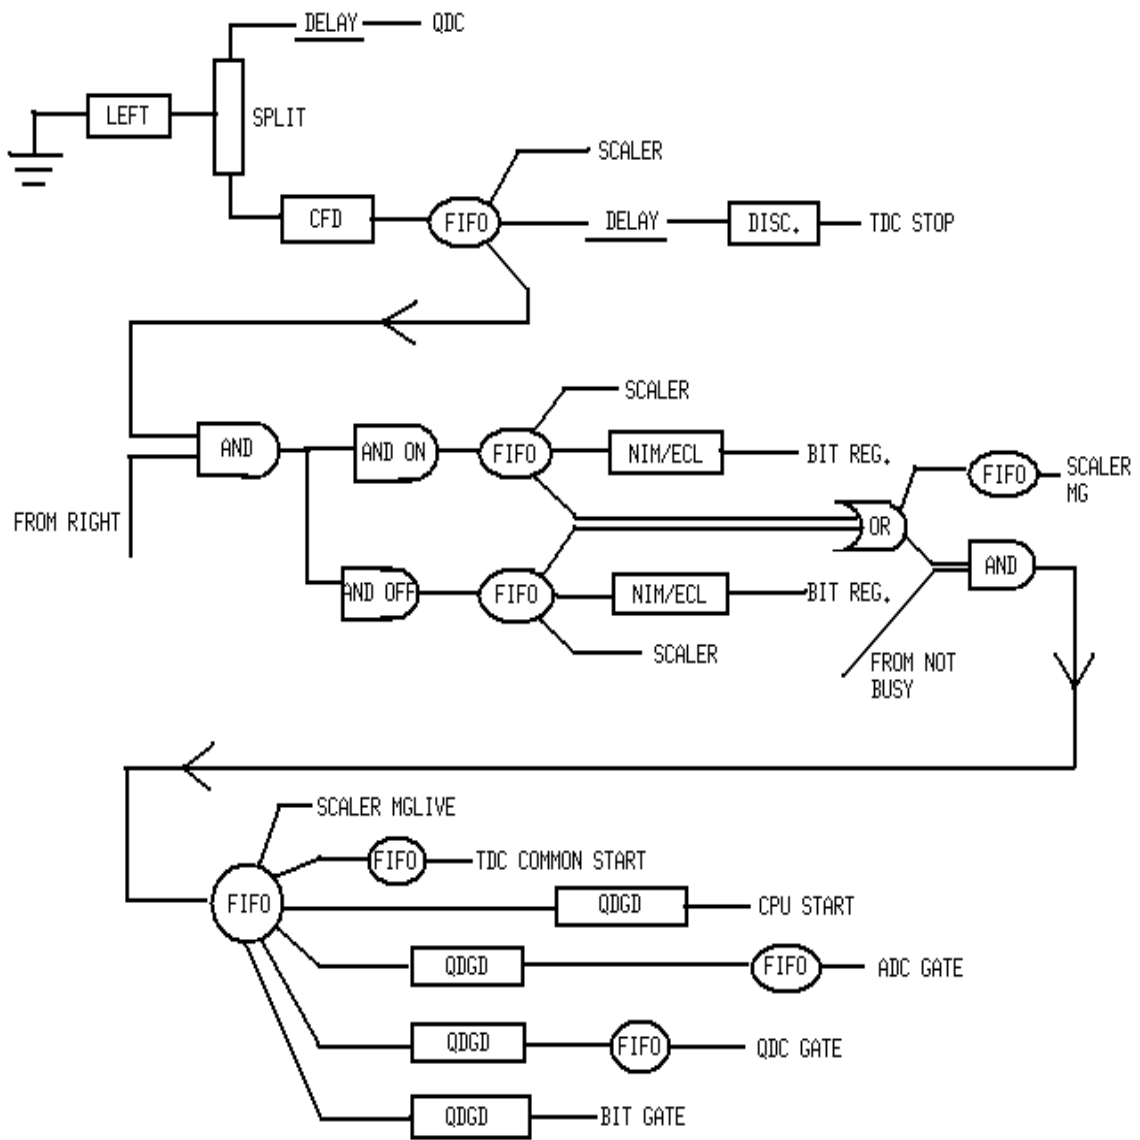 DELAY QDC
LEFT
SPLIT
SCALER
CFD FIFO DELAY DISC. TDC STOP
SCALER
AND AND ON FIFO NIM/ECL BIT REG. FIFO SCALER
MG
FROM RIGHT
OR
AND
AND OFF FIFO NIM/ECL BIT REG.
SCALER
FROM NOT
BUSY
SCALER MGLIVE
FIFO TDC COMMON START
FIFO QDGD CPU START
QDGD FIFO ADC GATE
QDGD FIFO QDC GATE
QDGD BIT GATE